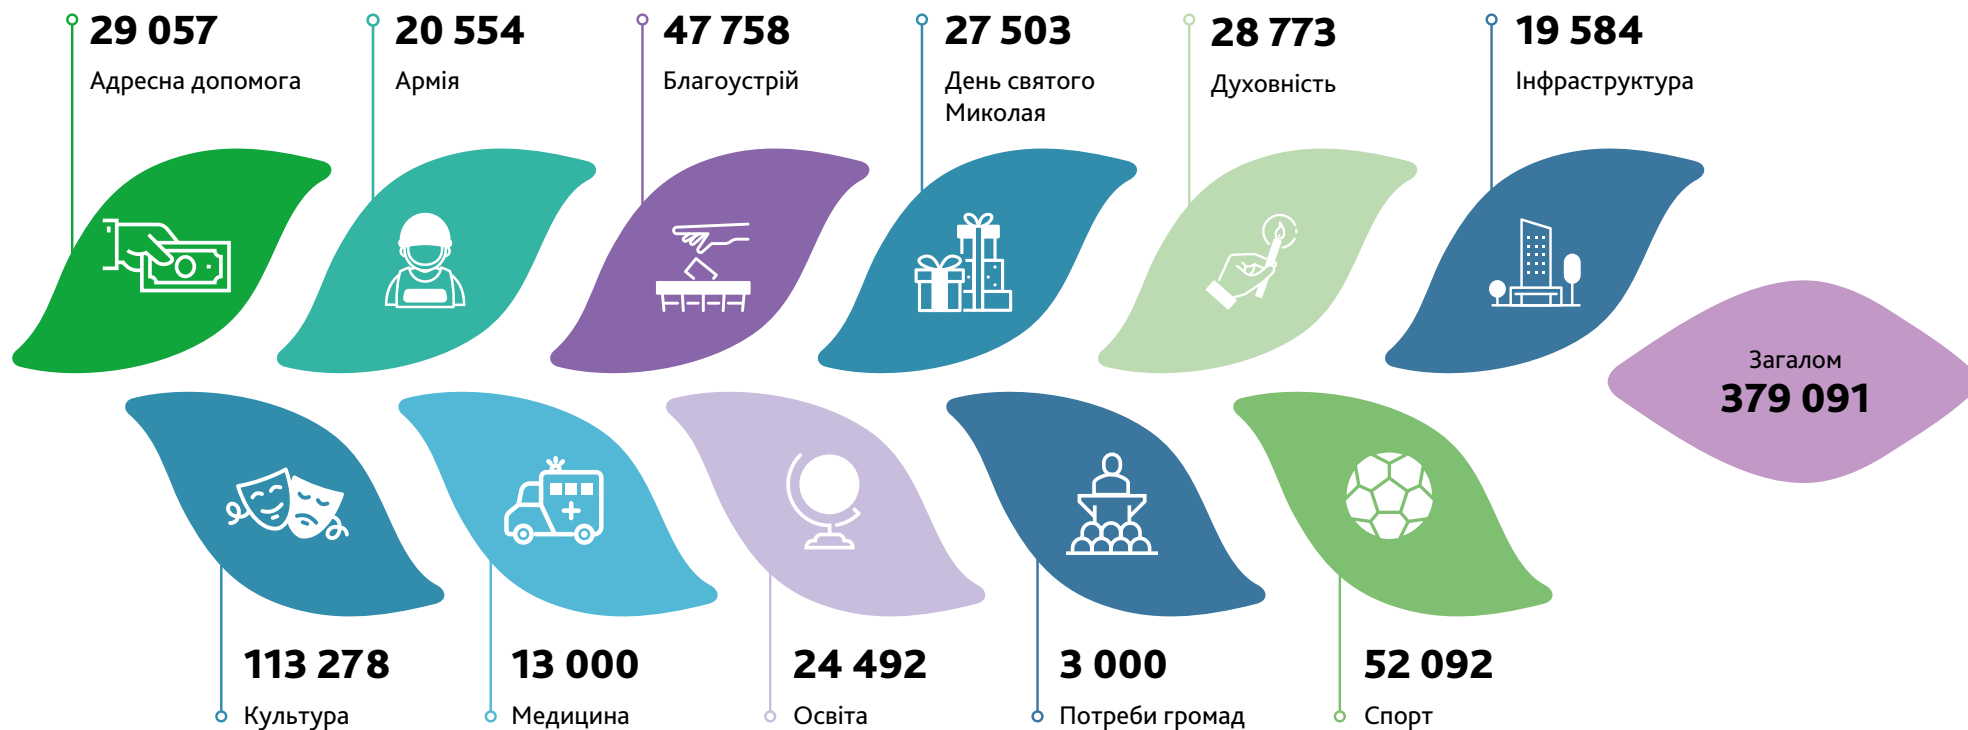 29 057
Адресна допомога
20 554
Армія
47 758
Благоустрій
27 503
День святого
Миколая
28 773
Духовність
19 584
Інфраструктура
Загалом
379 091
113 278
Культура
13 000
Медицина
24 492
Освіта
3 000
Потреби громад
52 092
Спорт